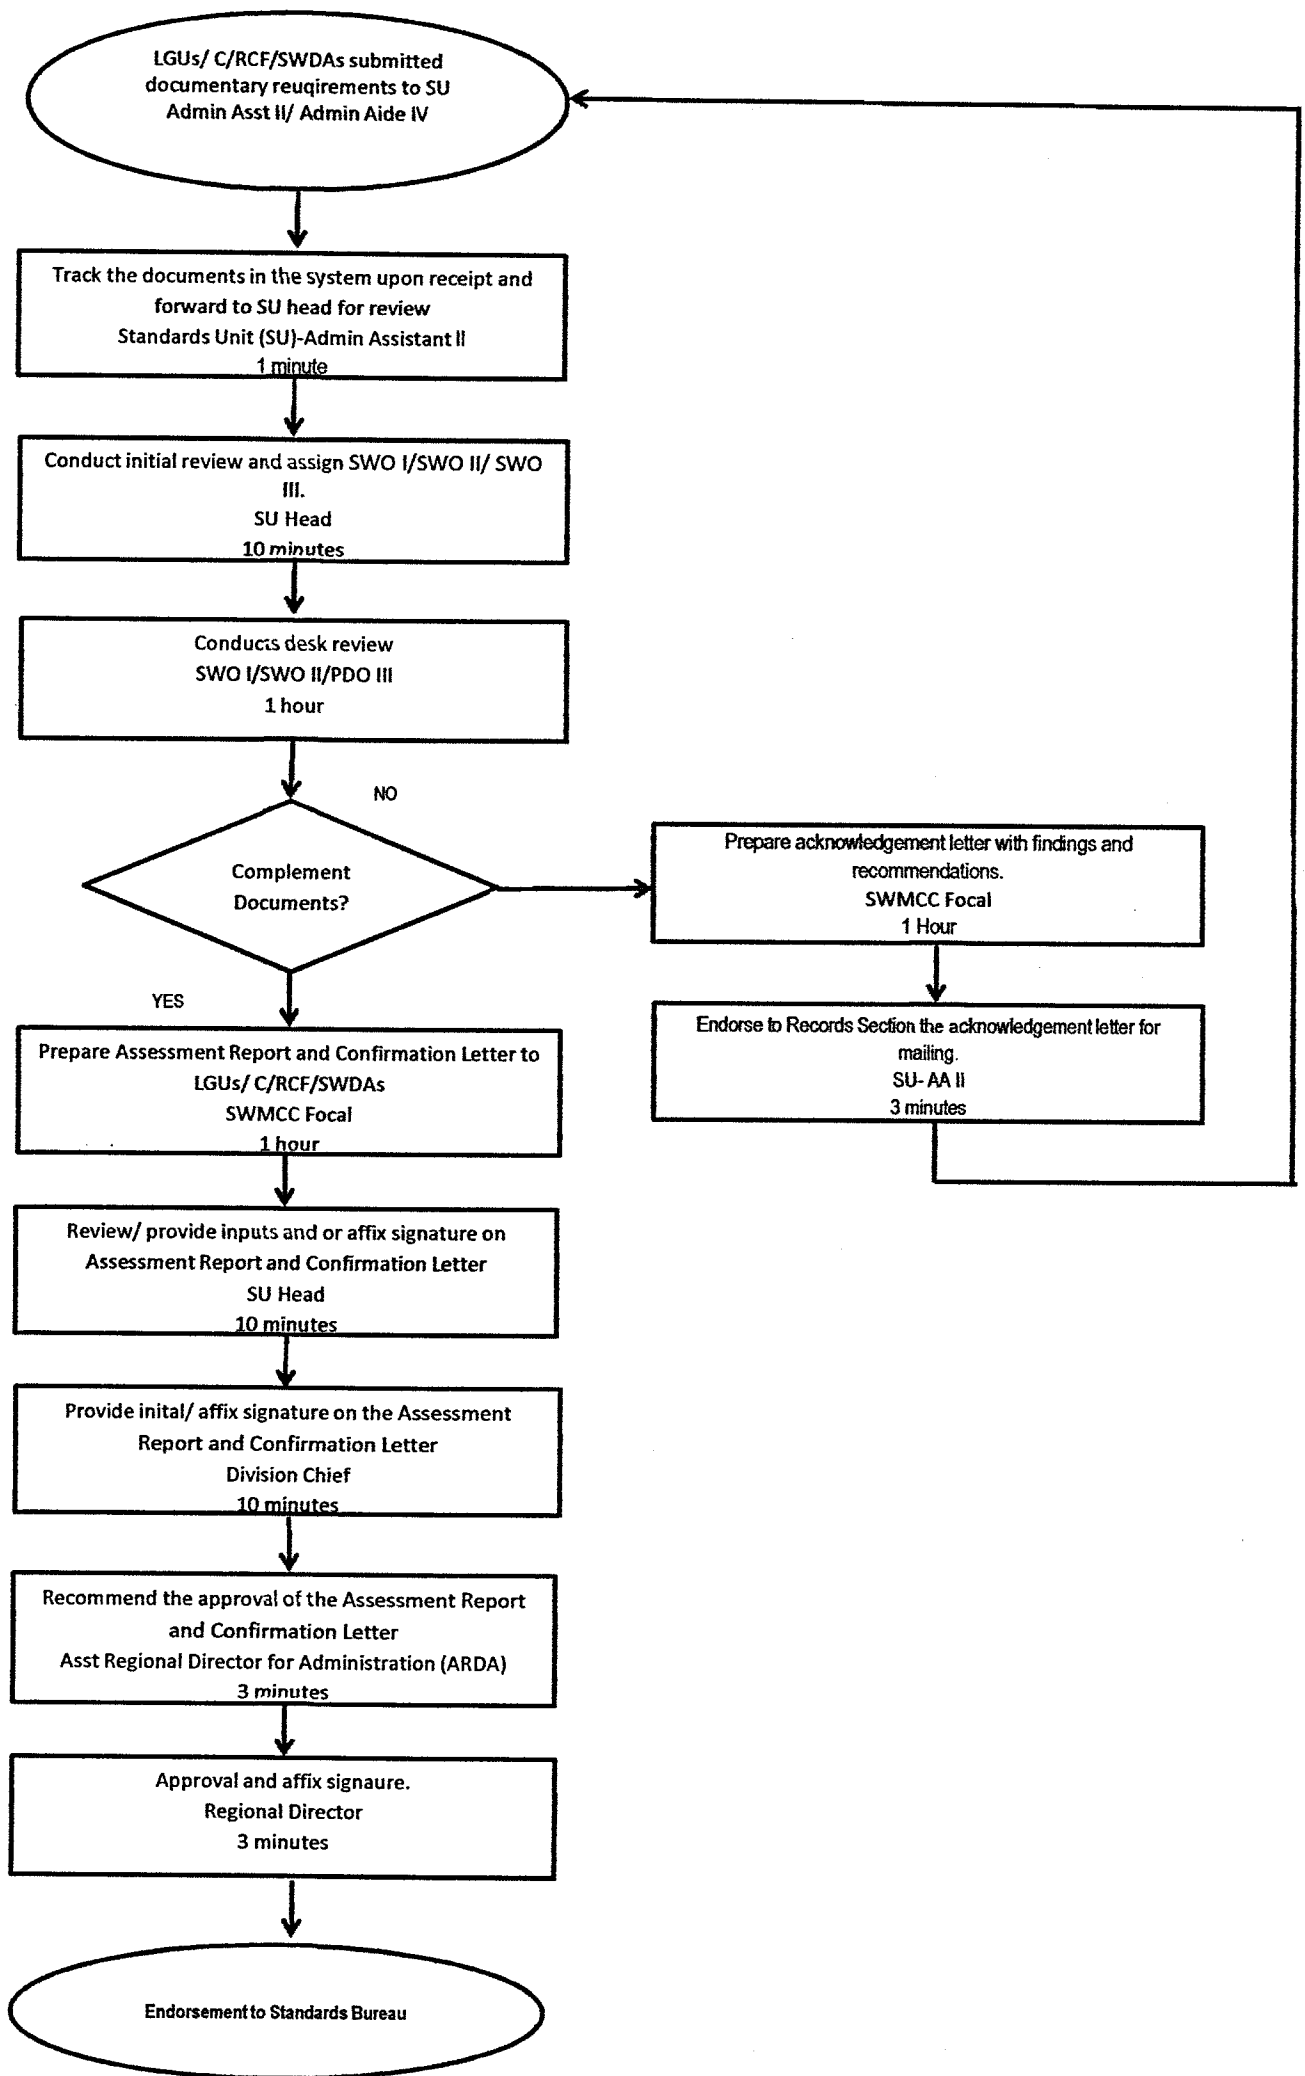 LGUs/ C/RCF/SWDAs submitted
documentary reuqirements to SU
Admin Asst II/ Admin Aide IV
Track the documents in the system upon receipt and
forward to SU head for review
Standards Unit (SU)-Admin Assistant II
1 minute
Conduct initial review and assign SWO I/SWO II/ SWO
III.
SU Head
10 minutes
Conducts desk review
SWO I/SWO II/PDO III
1 hour
NO
Complement
Documents?
Prepare acknowledgement letter with findings and
recommendations.
SWMCC Focal
1 Hour
Endorse to Records Section the acknowledgement letter for
mailing.
SU- AA II
3 minutes
YES
Prepare Assessment Report and Confirmation Letter to
LGUs/ C/RCF/SWDAs
SWMCC Focal
1 hour
Review/ provide inputs and or affix signature on
Assessment Report and Confirmation Letter
SU Head
10 minutes
Provide inital/ affix signature on the Assessment
Report and Confirmation Letter
Division Chief
10 minutes
Recommend the approval of the Assessment Report
and Confirmation Letter
Asst Regional Director for Administration (ARDA)
3 minutes
Approval and affix signaure.
Regional Director
3 minutes
Endorsement to Standards Bureau